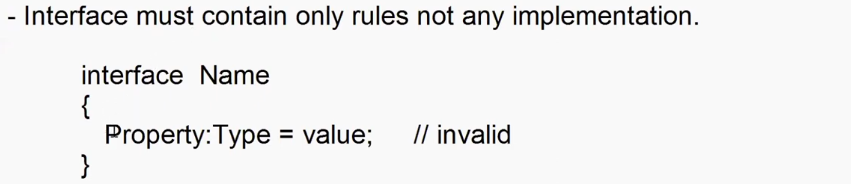 - Interface must contain only rules not any implementation.
interface Name
{
Property:Type = value; // invalid
}